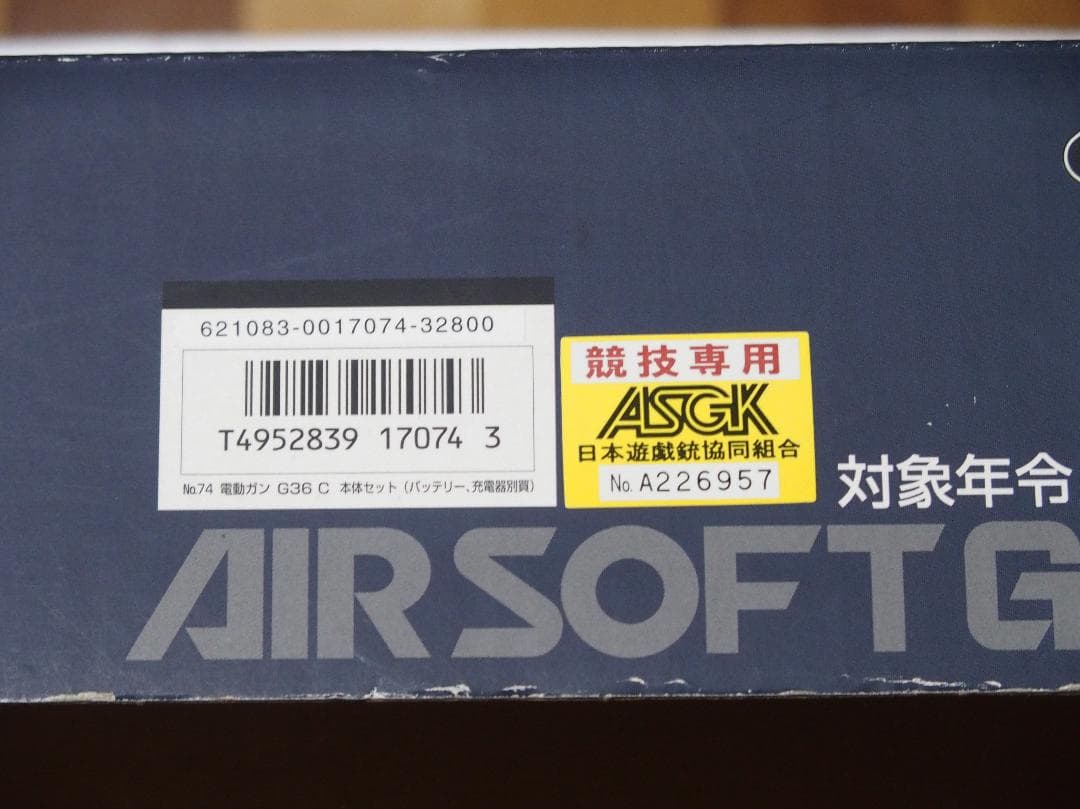 621083-0017074-32800
T4952839 17074 3
No.74 電動ガン G36 C 本体セット (バッテリー、充電器別買)
競技専用
ASGK
日本遊戯銃協同組合
No. A226957
対象年令
AIRSOFT G